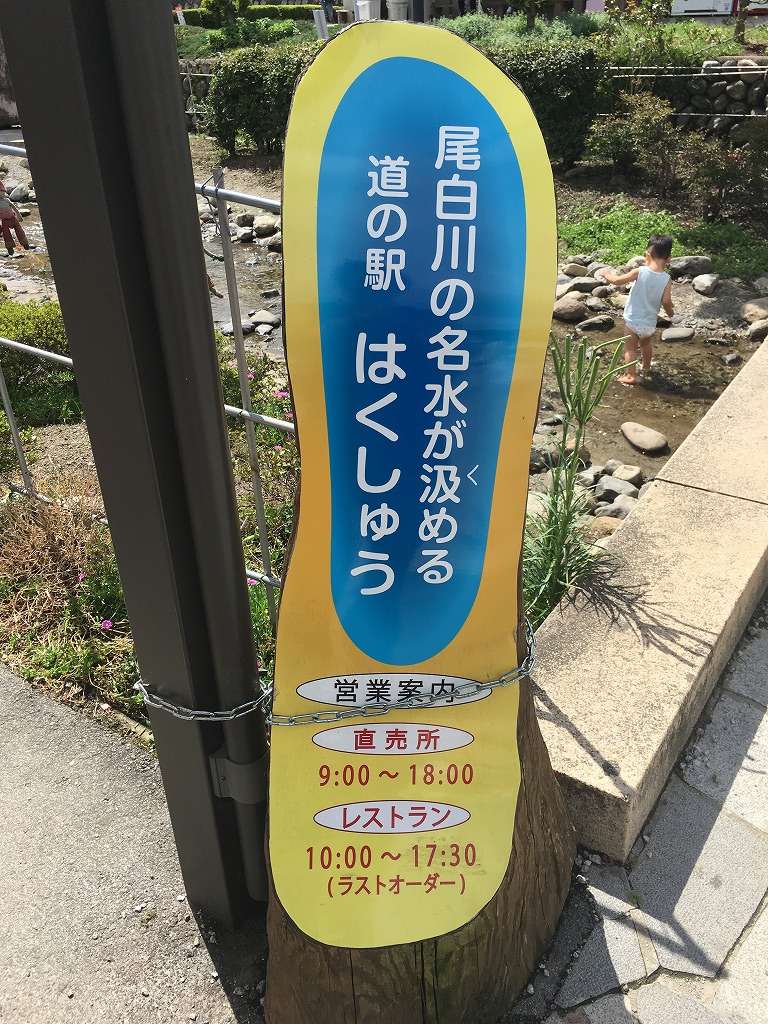 尾白川の名水が汲める
く
道の駅 はくしゅう
営業案内
直売所
9:00～18:00
レストラン
10:00～17:30
(ラストオーダー)